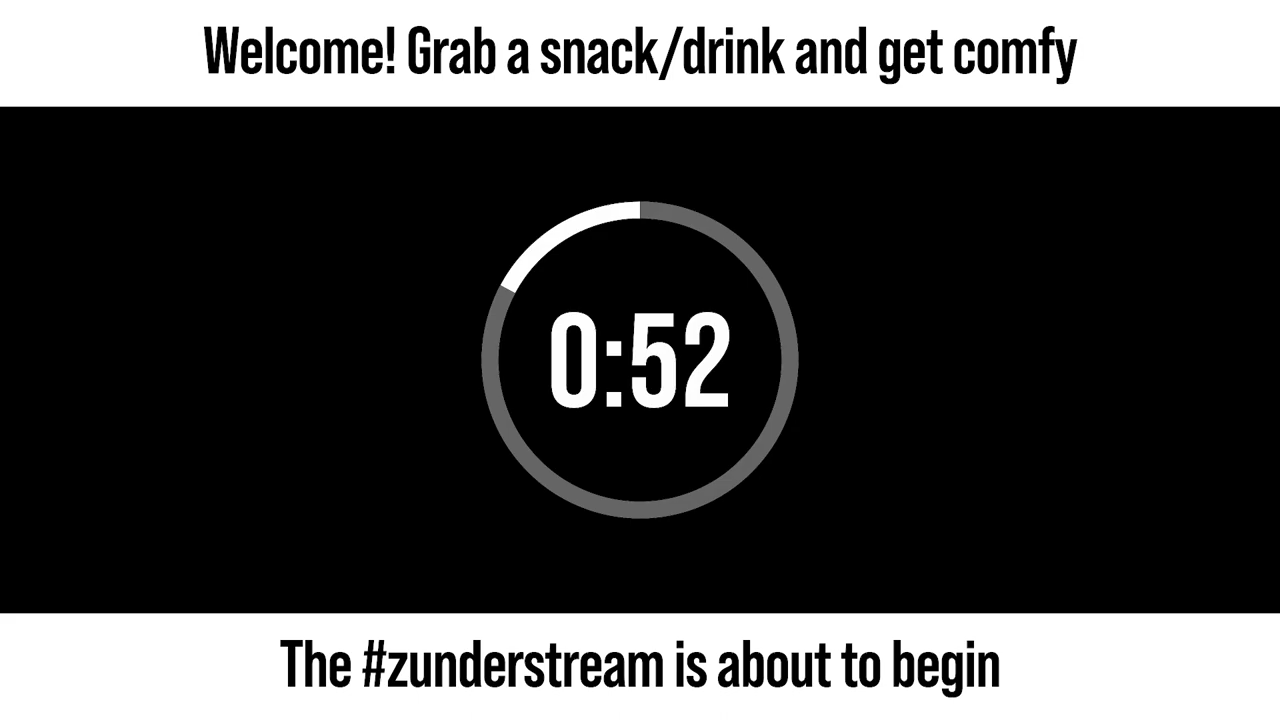 Welcome! Grab a snack/drink and get comfy
0:52
The #zunderstream is about to begin